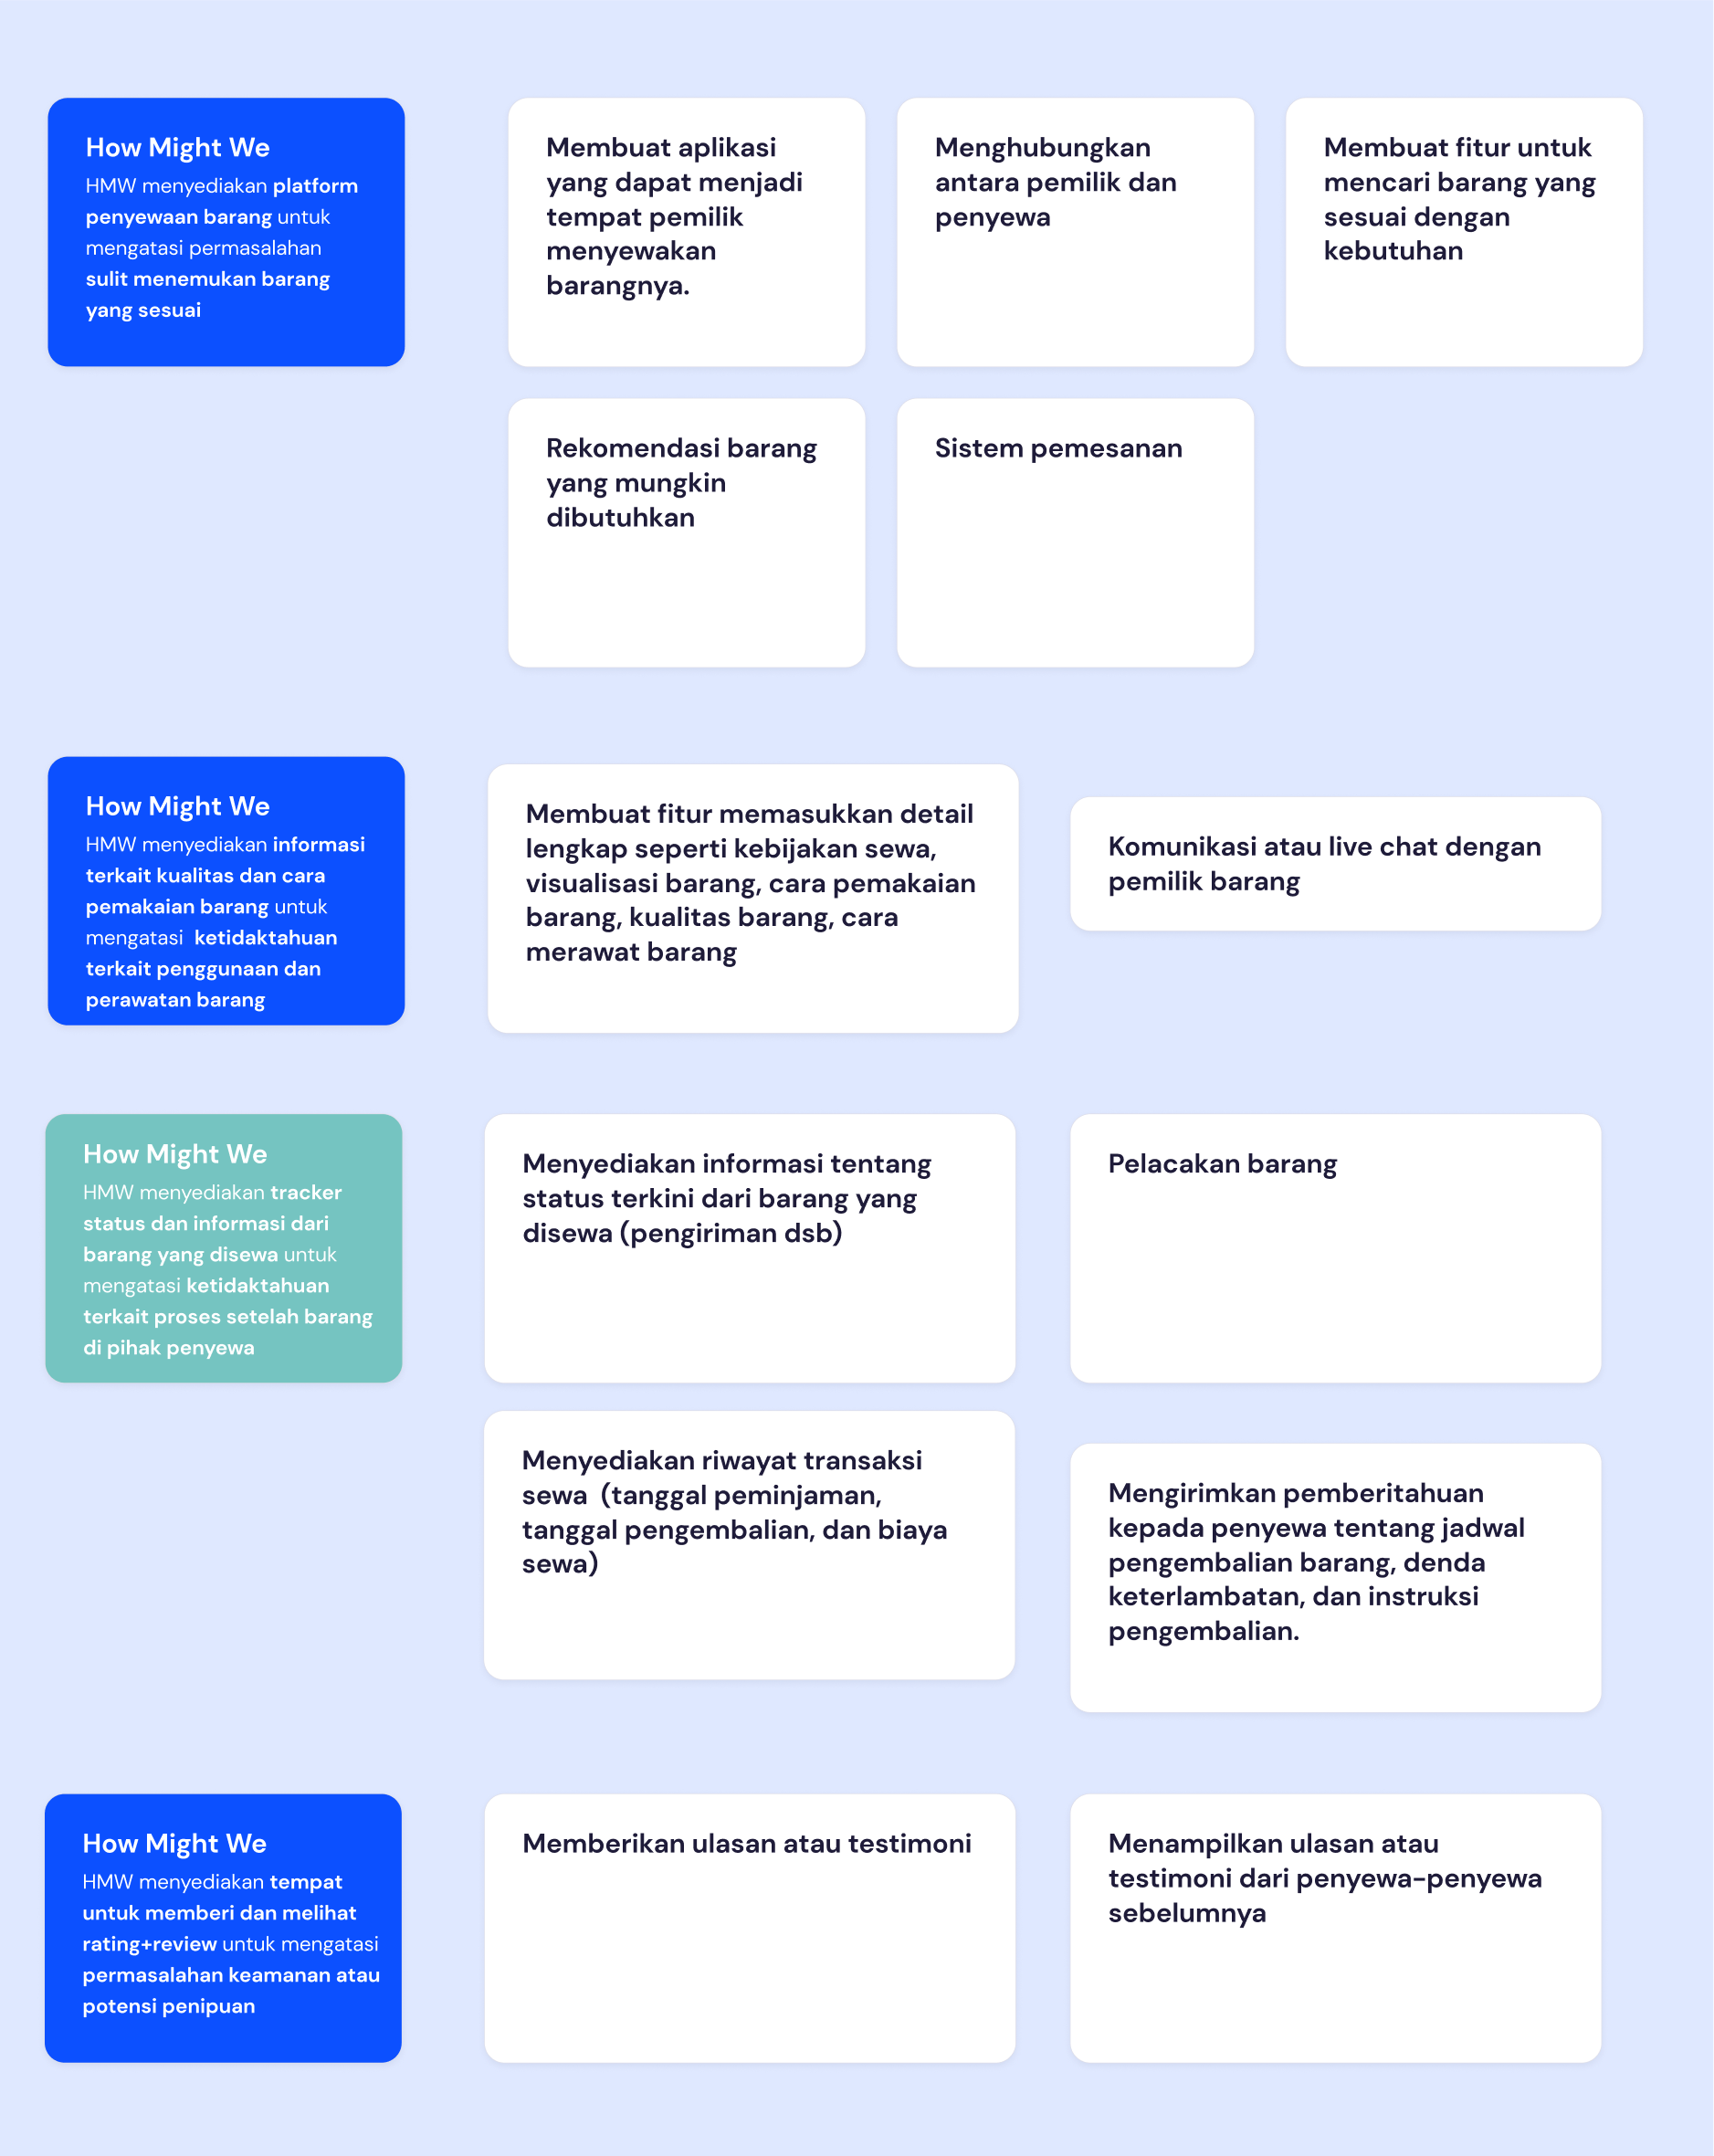 How Might We
HMW menyediakan platform
penyewaan barang untuk
mengatasi permasalahan
sulit menemukan barang
yang sesuai
Membuat aplikasi
yang dapat menjadi
tempat pemilik
menyewakan
barangnya.
Menghubungkan
antara pemilik dan
penyewa
Membuat fitur untuk
mencari barang yang
sesuai dengan
kebutuhan
Rekomendasi barang
yang mungkin
dibutuhkan
Sistem pemesanan
How Might We
HMW menyediakan informasi
terkait kualitas dan cara
pemakaian barang untuk
mengatasi ketidaktahuan
terkait penggunaan dan
perawatan barang
Membuat fitur memasukkan detail
lengkap seperti kebijakan sewa,
visualisasi barang, cara pemakaian
barang, kualitas barang, cara
merawat barang
Komunikasi atau live chat dengan
pemilik barang
How Might We
HMW menyediakan tracker
status dan informasi dari
barang yang disewa untuk
mengatasi ketidaktahuan
terkait proses setelah barang
di pihak penyewa
Menyediakan informasi tentang
status terkini dari barang yang
disewa (pengiriman dsb)
Pelacakan barang
Menyediakan riwayat transaksi
sewa (tanggal peminjaman,
tanggal pengembalian, dan biaya
sewa)
Mengirimkan pemberitahuan
kepada penyewa tentang jadwal
pengembalian barang, denda
keterlambatan, dan instruksi
pengembalian.
How Might We
HMW menyediakan tempat
untuk memberi dan melihat
rating+review untuk mengatasi
permasalahan keamanan atau
potensi penipuan
Memberikan ulasan atau testimoni
Menampilkan ulasan atau
testimoni dari penyewa-penyewa
sebelumnya